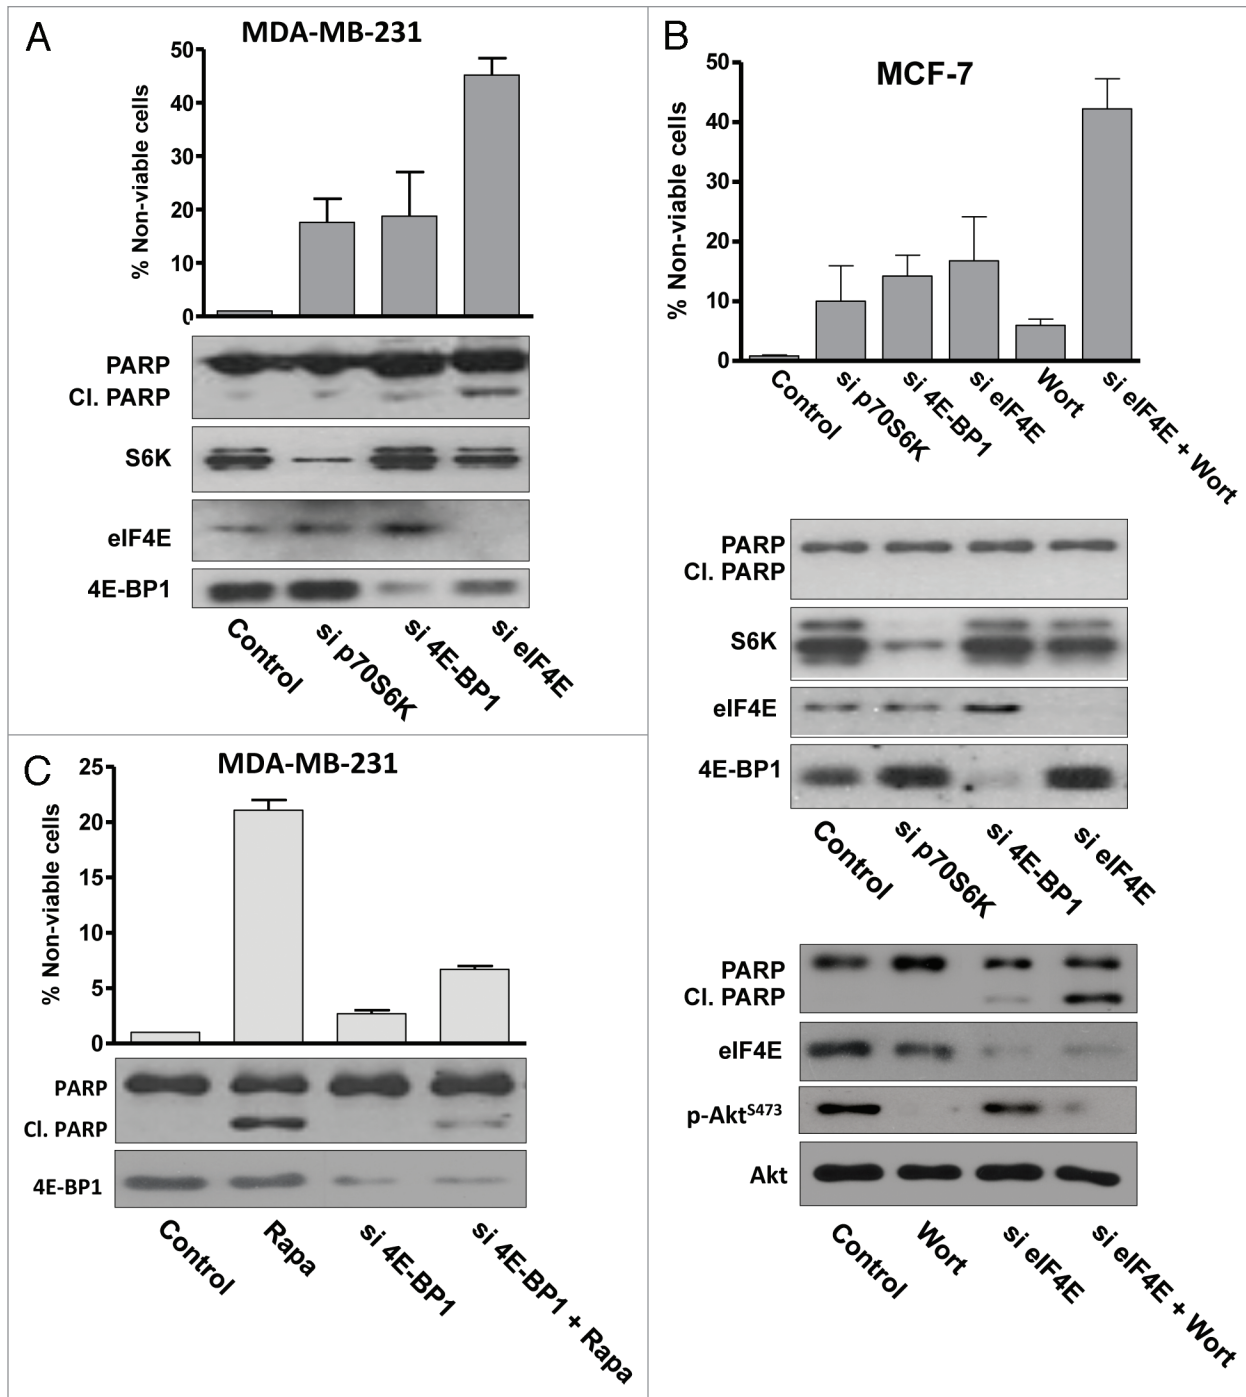 A
MDA-MB-231
% Non-viable cells
50
40
30
20
10
0
PARP
Cl. PARP
S6K
eIF4E
4E-BP1
Control
si p70S6K
si 4E-BP1
si eIF4E
B
MCF-7
% Non-viable cells
50
40
30
20
10
0
Control
si p70S6K
si 4E-BP1
si eIF4E
Wort
si eIF4E + Wort
PARP
Cl. PARP
S6K
eIF4E
4E-BP1
Control
si p70S6K
si 4E-BP1
si eIF4E
PARP
Cl. PARP
eIF4E
p-AktS473
Akt
Control
Wort
si eIF4E
si eIF4E + Wort
C
MDA-MB-231
% Non-viable cells
25
20
15
10
5
0
PARP
Cl. PARP
4E-BP1
Control
Rapa
si 4E-BP1
si 4E-BP1 + Rapa